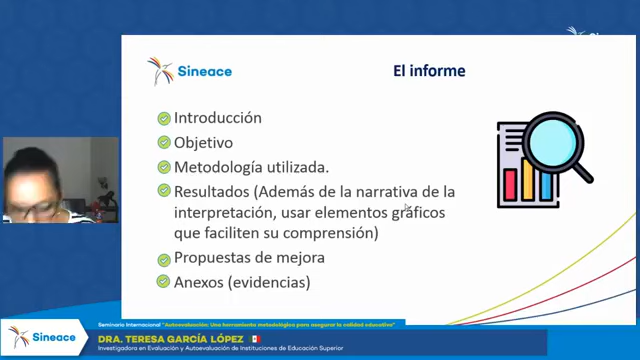 Sineace
El informe
Introducción
Objetivo
Metodología utilizada.
Resultados (Además de la narrativa de la
interpretación, usar elementos gráficos
que faciliten su comprensión)
Propuestas de mejora
Anexos (evidencias)
Seminario Internacional "Autoevaluación: Una herramienta metodológica para asegurar la calidad educativa"
Sineace
DRA. TERESA GARCÍA LÓPEZ
Investigadora en Evaluación y Autoevaluación de Instituciones de Educación Superior